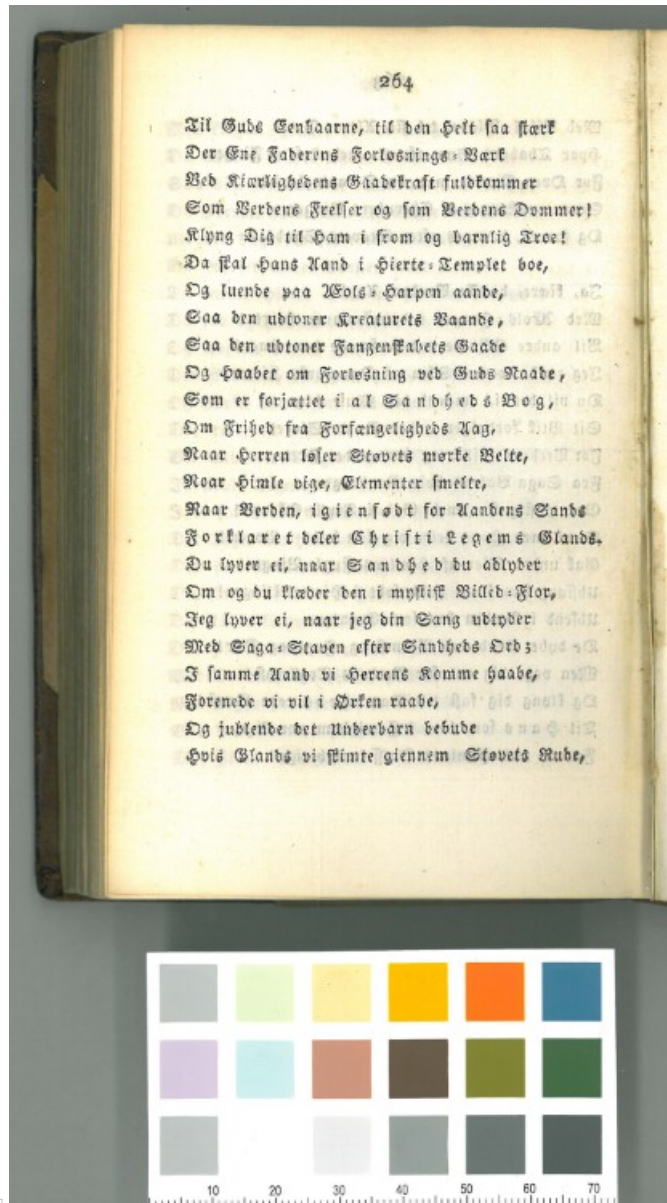 264
Til Guds Eenbaarne, til den Helt saa stærk
Der Ene Faderens Forløsnings-Værk
Ved Kiærlighedens Gaadekraft fuldkommer
Som Verdens Frelser og som Verdens Dommer!
Klyng Dig til Ham i from og barnlig Troe!
Da skal Hans Aand i Hierte-Templet boe,
Og luende paa Æols-Harpen aande,
Saa den udtoner Kreaturets Vaande,
Saa den udtoner Fangenskabets Gaade
Og Haabet om Forløsning ved Guds Naade,
Som er forjættet i al Sandheds Bog,
Om Frihed fra Forfængeligheds Aag,
Naar Herren løser Støvets mørke Belte,
Naar Himle vige, Elementer smelte,
Naar Verden, igienfødt for Aandens Sands
Forklaret deler Christi Legems Glands.
Du lyver ei, naar Sandhed du adlyder
Om og du klæder den i mystisk Billed-Flor,
Jeg lyver ei, naar jeg din Sang udtyder
Med Saga-Staven efter Sandheds Ord;
I samme Aand vi Herrens Komme haabe,
Forenede vi vil i Ørken raabe,
Og jublende det Underbarn bebude
Hvis Glands vi skimte giennem Støvets Rude,
10 20 30 40 50 60 70